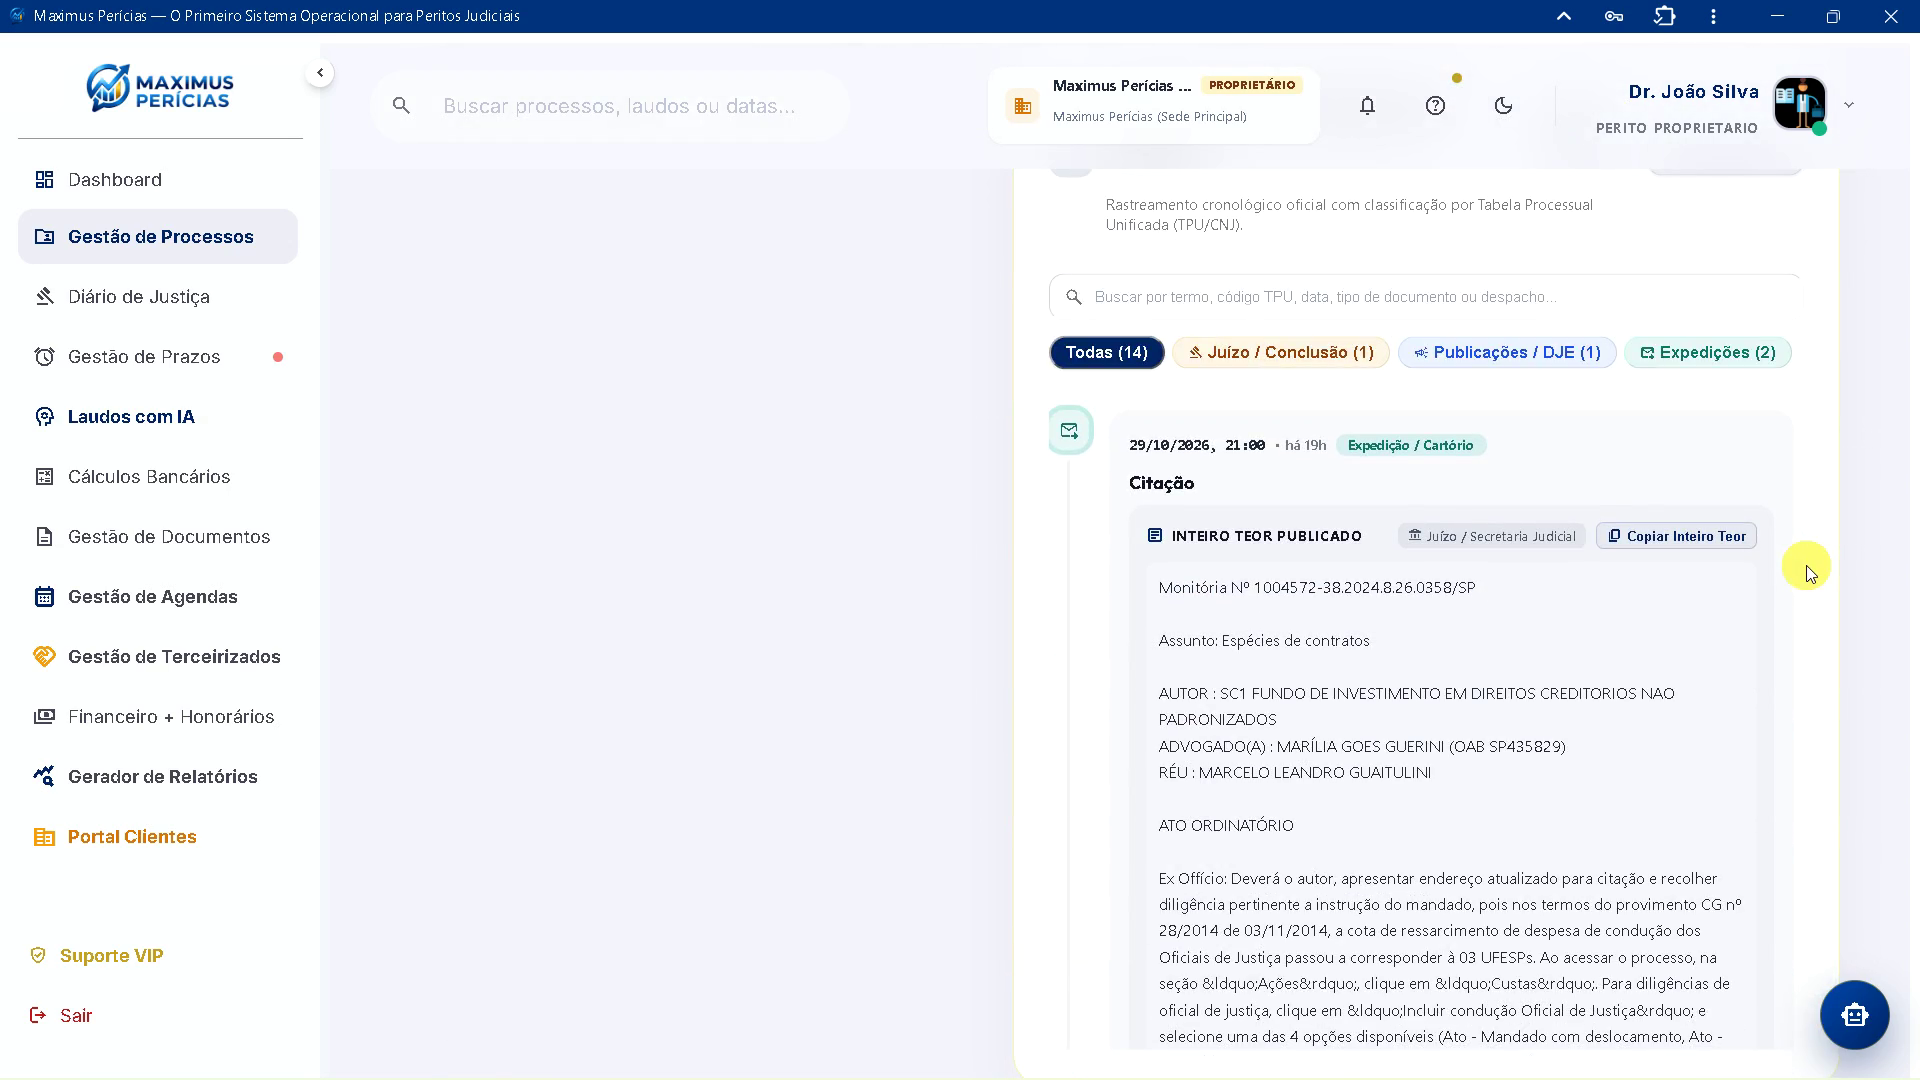 Maximus Perícias — O Primeiro Sistema Operacional para Peritos Judiciais
MAXIMUS
PERÍCIAS
Buscar processos, laudos ou datas...
Maximus Perícias ... PROPRIETÁRIO
Maximus Perícias (Sede Principal)
Dr. João Silva
PERITO PROPRIETARIO
Dashboard
Gestão de Processos
Diário de Justiça
Gestão de Prazos
Laudos com IA
Cálculos Bancários
Gestão de Documentos
Gestão de Agendas
Gestão de Terceirizados
Financeiro + Honorários
Gerador de Relatórios
Portal Clientes
Suporte VIP
Sair
Rastreamento cronológico oficial com classificação por Tabela Processual
Unificada (TPU/CNJ).
Buscar por termo, código TPU, data, tipo de documento ou despacho...
Todas (14) Juízo / Conclusão (1) Publicações / DJE (1) Expedições (2)
29/10/2026, 21:00 • há 19h Expedição / Cartório
Citação
INTEIRO TEOR PUBLICADO Juízo / Secretaria Judicial Copiar Inteiro Teor
Monitória Nº 1004572-38.2024.8.26.0358/SP
Assunto: Espécies de contratos
AUTOR : SC1 FUNDO DE INVESTIMENTO EM DIREITOS CREDITORIOS NAO
PADRONIZADOS
ADVOGADO(A) : MARÍLIA GOES GUERINI (OAB SP435829)
RÉU : MARCELO LEANDRO GUAITULINI
ATO ORDINATÓRIO
Ex Offício: Deverá o autor, apresentar endereço atualizado para citação e recolher
diligência pertinente a instrução do mandado, pois nos termos do provimento CG nº
28/2014 de 03/11/2014, a cota de ressarcimento de despesa de condução dos
Oficiais de Justiça passou a corresponder à 03 UFESPs. Ao acessar o processo, na
seção &ldquo;Ações&rdquo;, clique em &ldquo;Custas&rdquo;. Para diligências de
oficial de justiça, clique em &ldquo;Incluir condução Oficial de Justiça&rdquo; e
selecione uma das 4 opções disponíveis (Ato - Mandado com deslocamento, Ato -